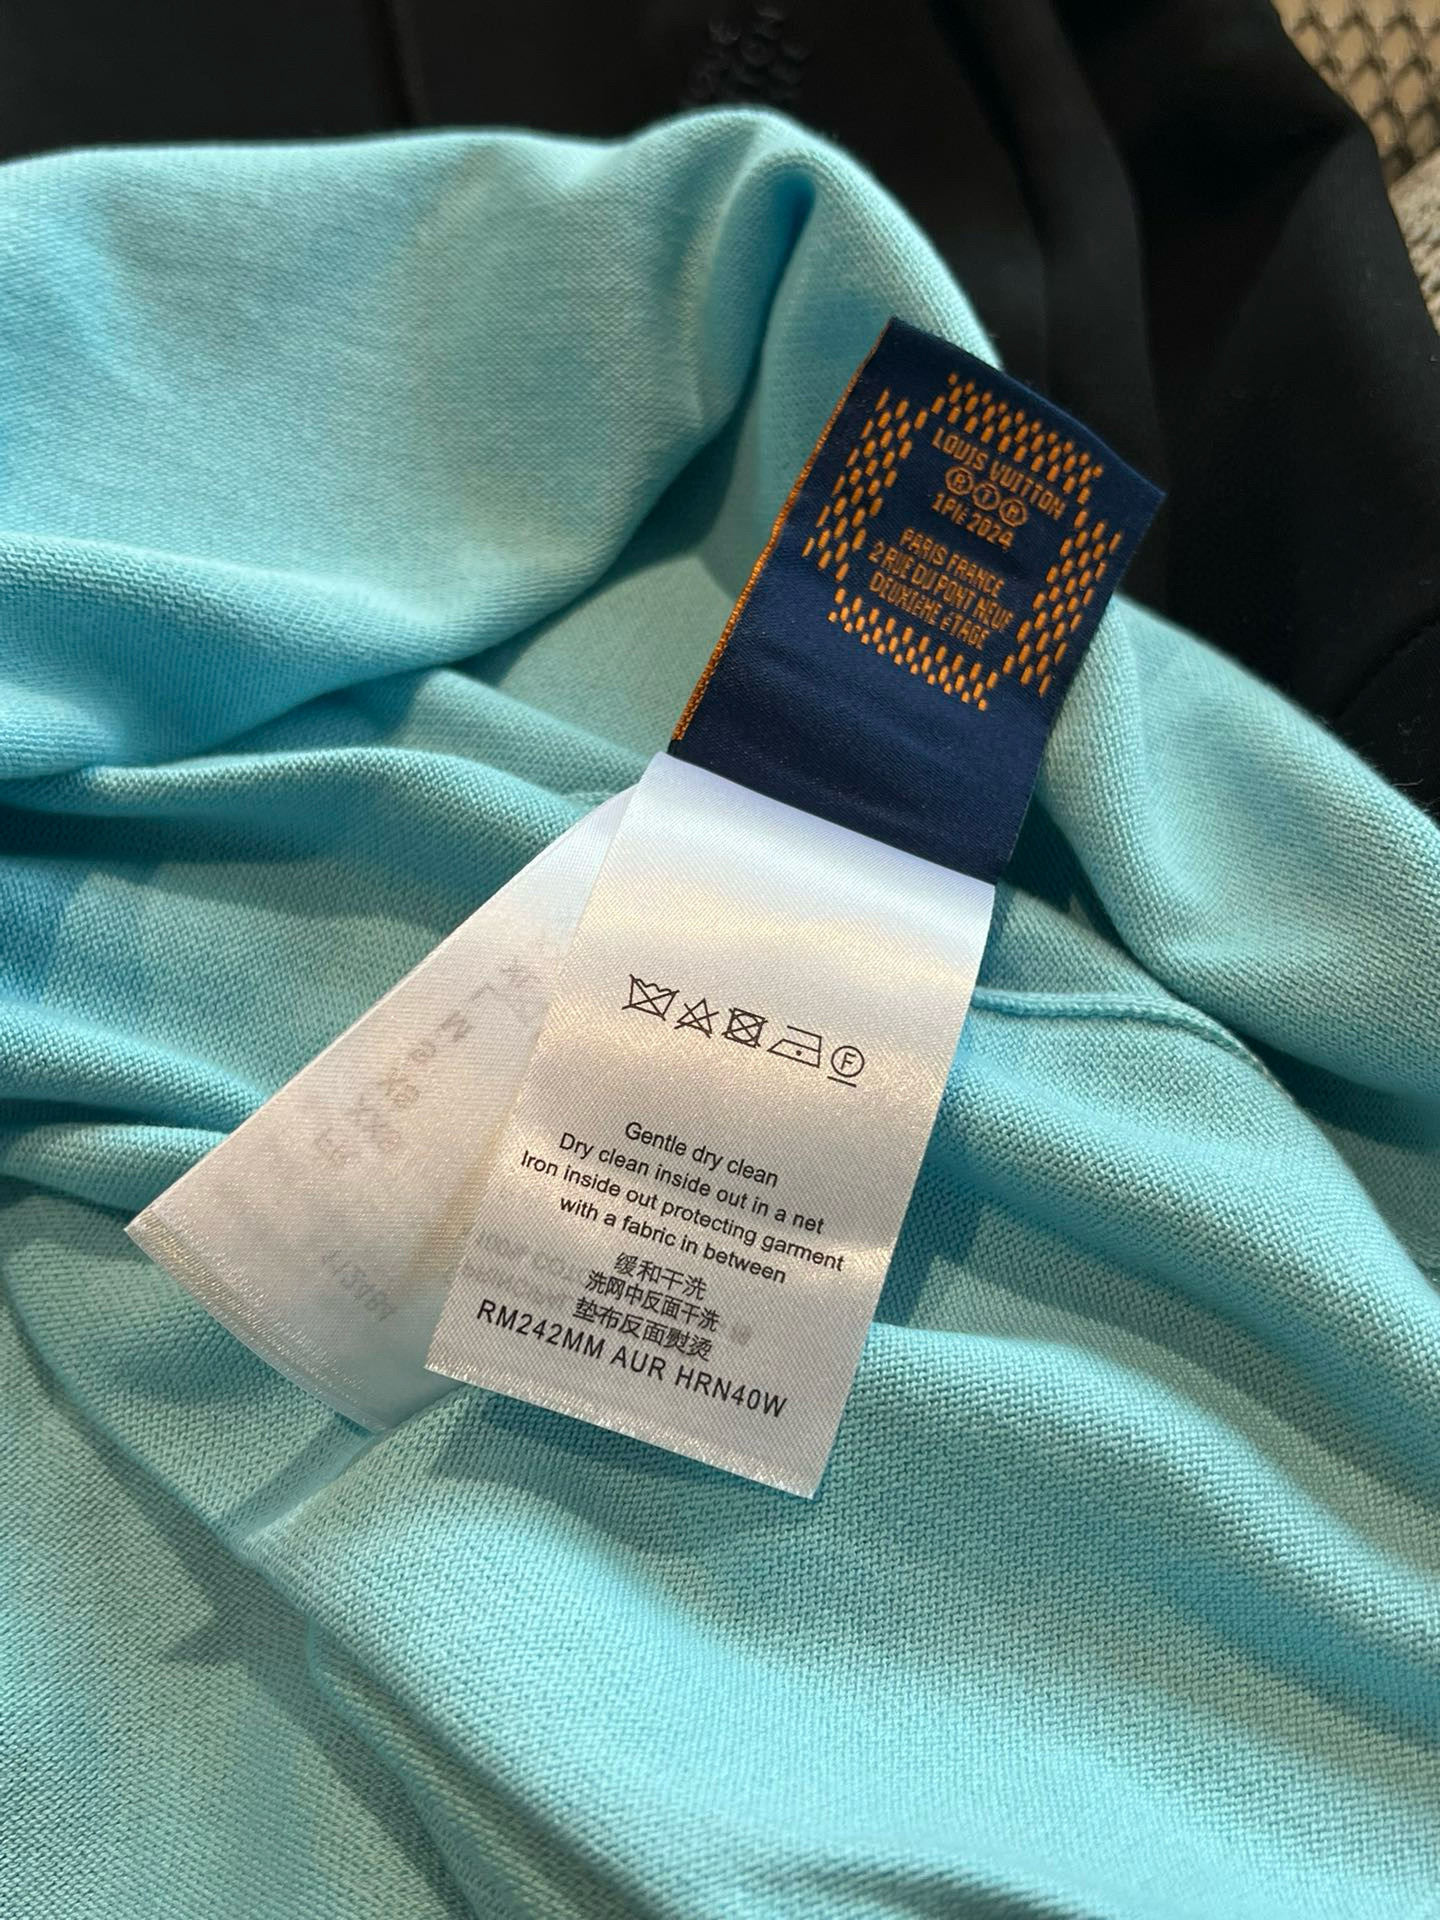 LOUIS VUITTON
1PIE 2024
PARIS FRANCE
2 RUE DU PONT NEUF
DEUXIÈME ÉTAGE
F
Gentle dry clean
Dry clean inside out in a net
Iron inside out protecting garment
with a fabric in between
缓和干洗
洗网中反面干洗
垫布反面熨烫
RM242MM AUR HRN40W